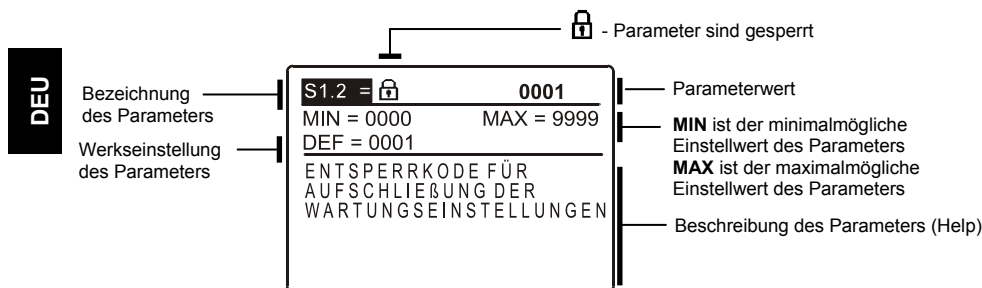 - Parameter sind gesperrt
DEU
Bezeichnung
des Parameters
Werkseinstellung
des Parameters
S1.2 = 0001
MIN = 0000 MAX = 9999
DEF = 0001
ENTSPERRKODE FÜR
AUFSCHLIEßUNG DER
WARTUNGSEINSTELLUNGEN
Parameterwert
MIN ist der minimalmögliche
Einstellwert des Parameters
MAX ist der maximalmögliche
Einstellwert des Parameters
Beschreibung des Parameters (Help)